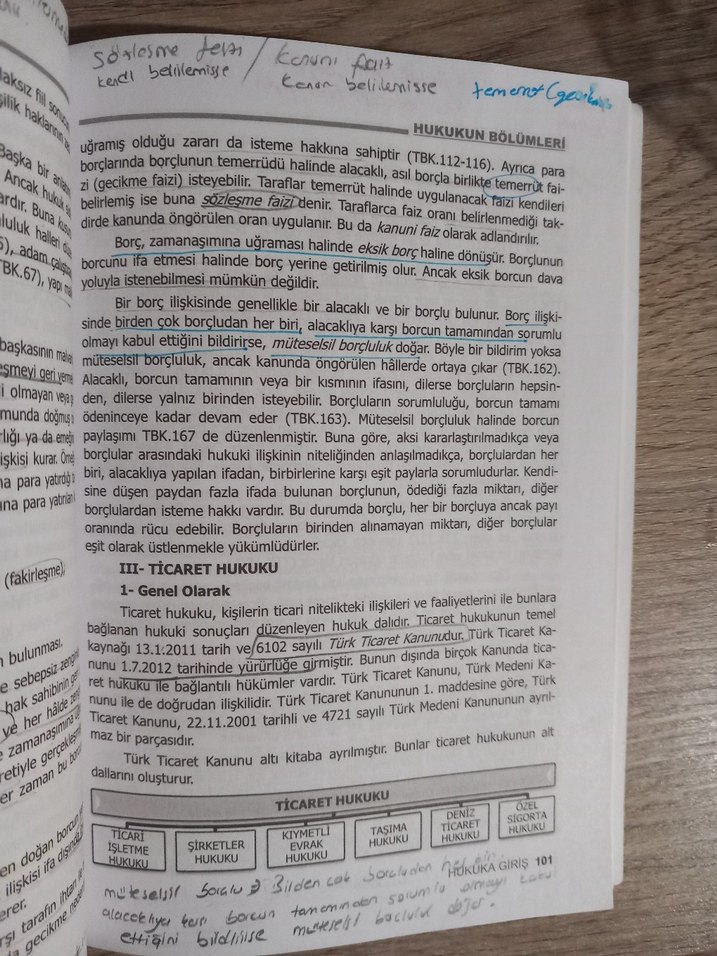 sözleşme faizi / kanuni faiz
kendi belirlemişse kanun belirlemişse temerrüt (gecikme
HUKUKUN BÖLÜMLERİ
uğramış olduğu zararı da isteme hakkına sahiptir (TBK.112-116). Ayrıca para
borçlarında borçlunun temerrüdü halinde alacaklı, asıl borçla birlikte temerrüt fai-
zi (gecikme faizi) isteyebilir. Taraflar temerrüt halinde uygulanacak faizi kendileri
belirlemiş ise buna sözleşme faizi denir. Taraflarca faiz oranı belirlenmediği tak-
dirde kanunda öngörülen oran uygulanır. Bu da kanuni faiz olarak adlandırılır.
Borç, zamanaşımına uğraması halinde eksik borç haline dönüşür. Borçlunun
borcunu ifa etmesi halinde borç yerine getirilmiş olur. Ancak eksik borcun dava
yoluyla istenebilmesi mümkün değildir.
Bir borç ilişkisinde genellikle bir alacaklı ve bir borçlu bulunur. Borç ilişki-
sinde birden çok borçludan her biri, alacaklıya karşı borcun tamamından sorumlu
olmayı kabul ettiğini bildirirse, müteselsil borçluluk doğar. Böyle bir bildirim yoksa
müteselsil borçluluk, ancak kanunda öngörülen hâllerde ortaya çıkar (TBK.162).
Alacaklı, borcun tamamının veya bir kısmının ifasını, dilerse borçluların hepsin-
den, dilerse yalnız birinden isteyebilir. Borçluların sorumluluğu, borcun tamamı
ödeninceye kadar devam eder (TBK.163). Müteselsil borçluluk halinde borcun
paylaşımı TBK.167 de düzenlenmiştir. Buna göre, aksi kararlaştırılmadıkça veya
borçlular arasındaki hukuki ilişkinin niteliğinden anlaşılmadıkça, borçlulardan her
biri, alacaklıya yapılan ifadan, birbirlerine karşı eşit paylarla sorumludurlar. Kendi-
sine düşen paydan fazla ifada bulunan borçlunun, ödediği fazla miktarı, diğer
borçlulardan isteme hakkı vardır. Bu durumda borçlu, her bir borçluya ancak payı
oranında rücu edebilir. Borçluların birinden alınamayan miktarı, diğer borçlular
eşit olarak üstlenmekle yükümlüdürler.
III- TİCARET HUKUKU
1- Genel Olarak
Ticaret hukuku, kişilerin ticari nitelikteki ilişkileri ve faaliyetlerini ile bunlara
bağlanan hukuki sonuçları düzenleyen hukuk dalıdır. Ticaret hukukunun temel
kaynağı 13.1.2011 tarih ve 6102 sayılı Türk Ticaret Kanunudur. Türk Ticaret Ka-
nunu 1.7.2012 tarihinde yürürlüğe girmiştir. Bunun dışında birçok Kanunda tica-
ret hukuku ile bağlantılı hükümler vardır. Türk Ticaret Kanunu, Türk Medeni Ka-
nunu ile de doğrudan ilişkilidir. Türk Ticaret Kanununun 1. maddesine göre, Türk
Ticaret Kanunu, 22.11.2001 tarihli ve 4721 sayılı Türk Medeni Kanununun ayrıl-
maz bir parçasıdır.
Türk Ticaret Kanunu altı kitaba ayrılmıştır. Bunlar ticaret hukukunun alt
dallarını oluşturur.
TİCARET HUKUKU
TİCARİ İŞLETME HUKUKU
ŞİRKETLER HUKUKU
KIYMETLİ EVRAK HUKUKU
TAŞIMA HUKUKU
DENİZ TİCARET HUKUKU
ÖZEL SİGORTA HUKUKU
HUKUKA GİRİŞ 101
müteselsil borçlu → Birden çok borçludan her biri
alacaklıya karşı borcun tamamından sorumlu olmayı kabul
ettiğini bildirirse müteselsil borçluluk doğar.